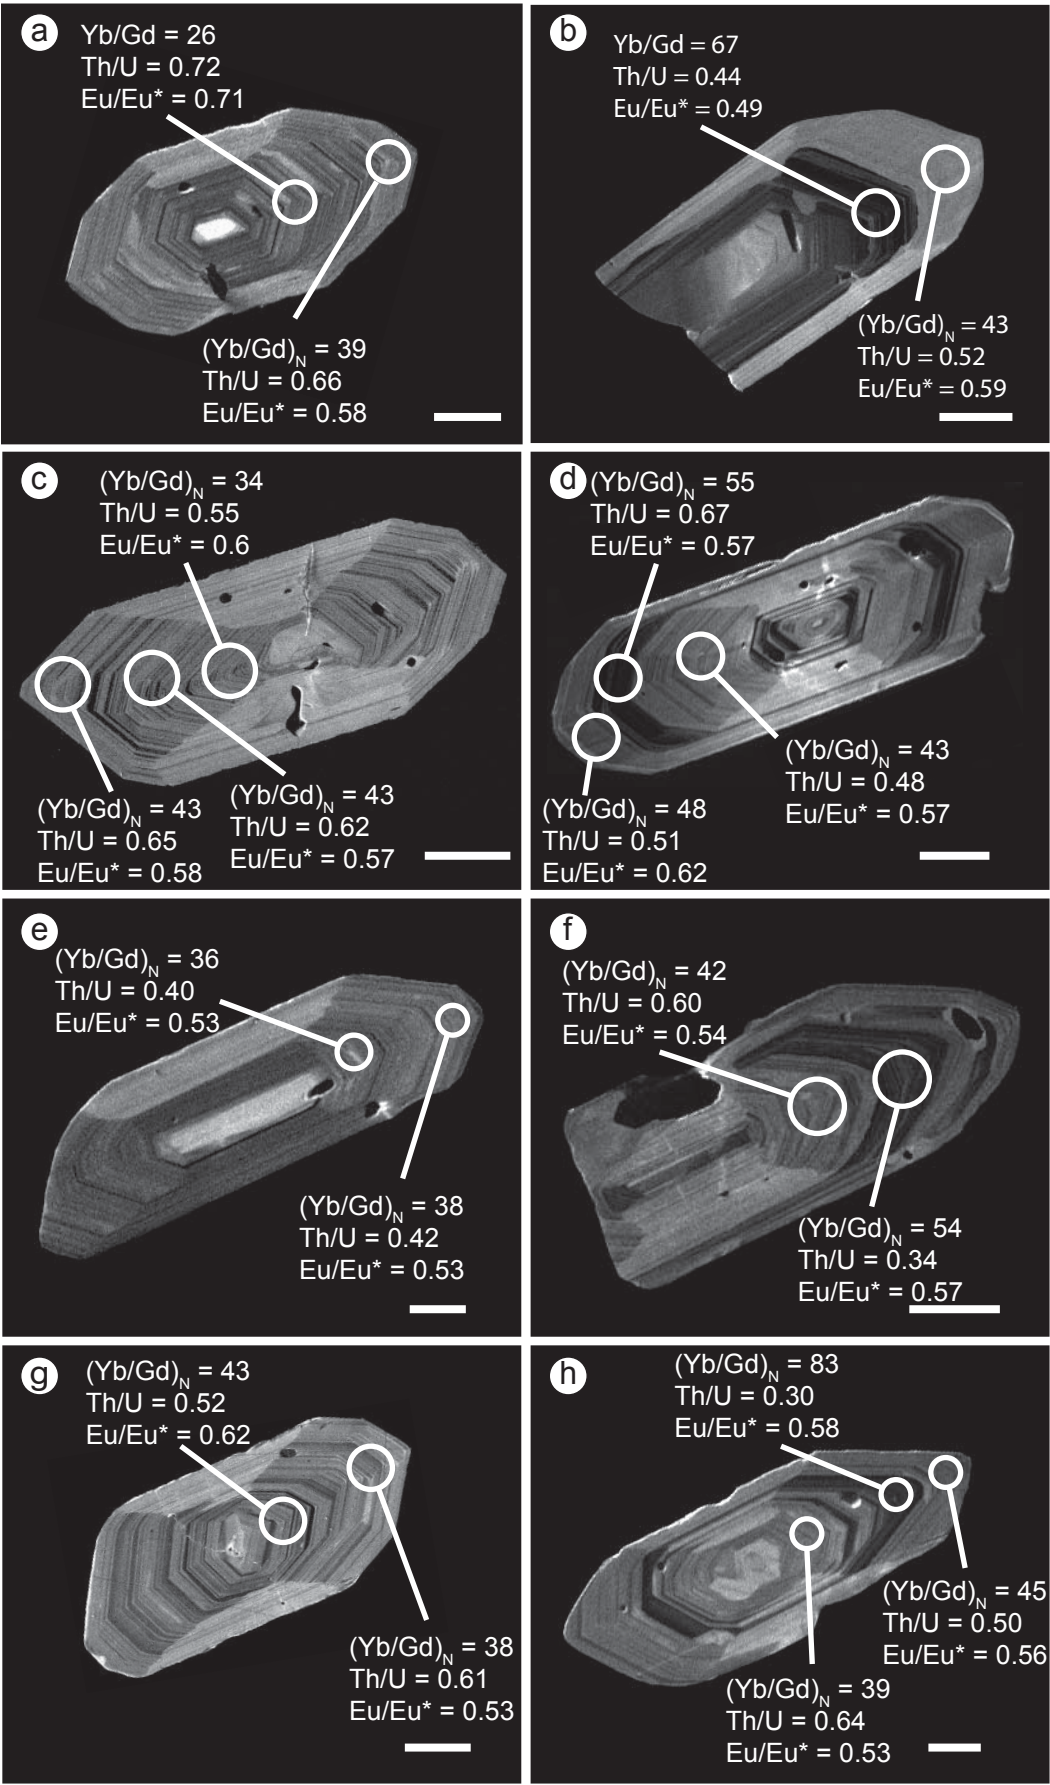 a
Yb/Gd = 26
Th/U = 0.72
Eu/Eu* = 0.71
(Yb/Gd)N = 39
Th/U = 0.66
Eu/Eu* = 0.58
b
Yb/Gd = 67
Th/U = 0.44
Eu/Eu* = 0.49
(Yb/Gd)N = 43
Th/U = 0.52
Eu/Eu* = 0.59
c
(Yb/Gd)N = 34
Th/U = 0.55
Eu/Eu* = 0.6
(Yb/Gd)N = 43
Th/U = 0.65
Eu/Eu* = 0.58
(Yb/Gd)N = 43
Th/U = 0.62
Eu/Eu* = 0.57
d
(Yb/Gd)N = 55
Th/U = 0.67
Eu/Eu* = 0.57
(Yb/Gd)N = 43
Th/U = 0.48
Eu/Eu* = 0.57
(Yb/Gd)N = 48
Th/U = 0.51
Eu/Eu* = 0.62
e
(Yb/Gd)N = 36
Th/U = 0.40
Eu/Eu* = 0.53
(Yb/Gd)N = 38
Th/U = 0.42
Eu/Eu* = 0.53
f
(Yb/Gd)N = 42
Th/U = 0.60
Eu/Eu* = 0.54
(Yb/Gd)N = 54
Th/U = 0.34
Eu/Eu* = 0.57
g
(Yb/Gd)N = 43
Th/U = 0.52
Eu/Eu* = 0.62
(Yb/Gd)N = 38
Th/U = 0.61
Eu/Eu* = 0.53
h
(Yb/Gd)N = 83
Th/U = 0.30
Eu/Eu* = 0.58
(Yb/Gd)N = 45
Th/U = 0.50
Eu/Eu* = 0.56
(Yb/Gd)N = 39
Th/U = 0.64
Eu/Eu* = 0.53